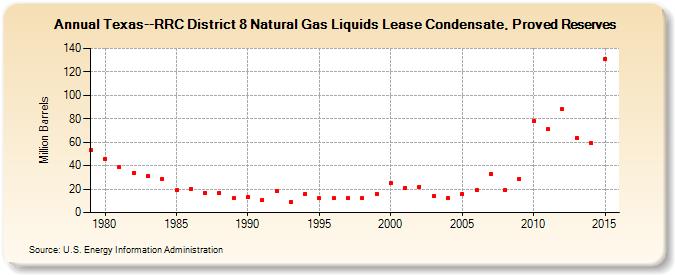 Annual Texas--RRC District 8 Natural Gas Liquids Lease Condensate, Proved Reserves
Million Barrels
140
120
100
80
60
40
20
0
1980 1985 1990 1995 2000 2005 2010 2015
Source: U.S. Energy Information Administration